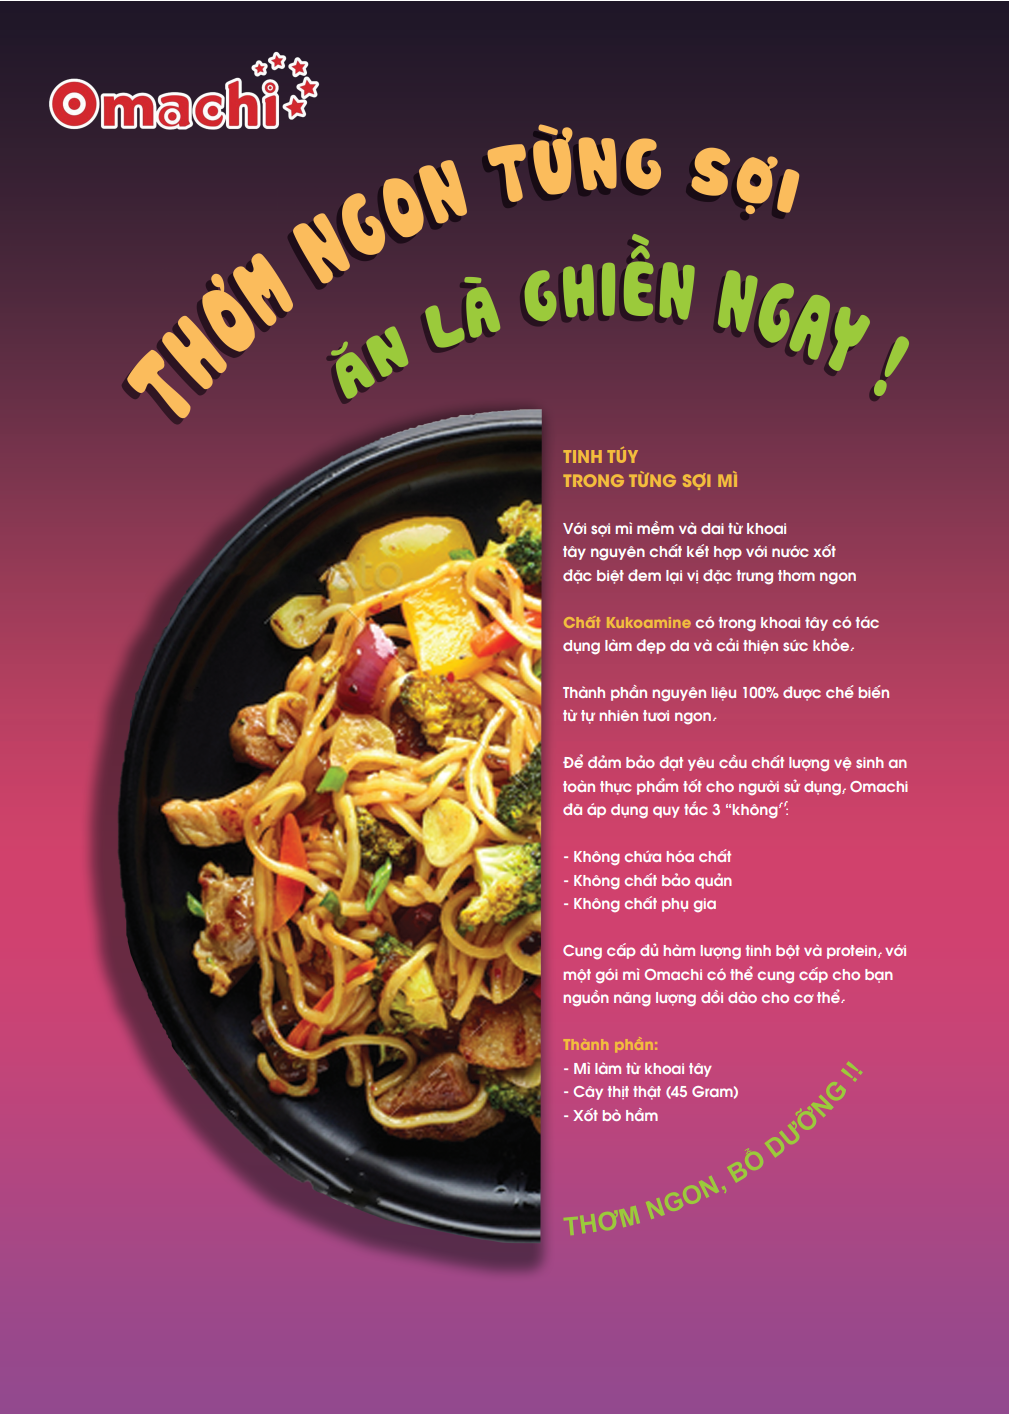 Omachi
THƠM NGON TỪNG SỢI
ĂN LÀ GHIỀN NGAY !
TINH TÚY
TRONG TỪNG SỢI MÌ
Với sợi mì mềm và dai từ khoai
tây nguyên chất kết hợp với nước xốt
đặc biệt đem lại vị đặc trưng thơm ngon
Chất Kukoamine có trong khoai tây có tác
dụng làm đẹp da và cải thiện sức khỏe.
Thành phần nguyên liệu 100% được chế biến
từ tự nhiên tươi ngon.
Để đảm bảo đạt yêu cầu chất lượng vệ sinh an
toàn thực phẩm tốt cho người sử dụng, Omachi
đã áp dụng quy tắc 3 “không”:
- Không chứa hóa chất
- Không chất bảo quản
- Không chất phụ gia
Cung cấp đủ hàm lượng tinh bột và protein, với
một gói mì Omachi có thể cung cấp cho bạn
nguồn năng lượng dồi dào cho cơ thể.
Thành phần:
- Mì làm từ khoai tây
- Cây thịt thật (45 Gram)
- Xốt bò hầm
THƠM NGON, BỔ DƯỠNG !!